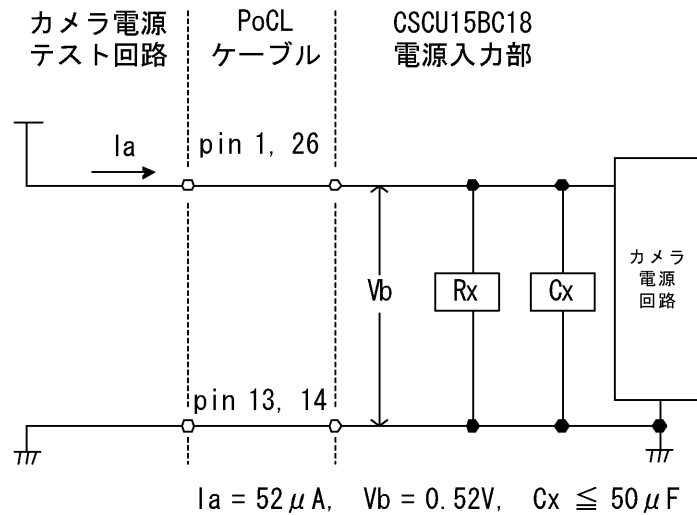 カメラ電源
テスト回路
PoCL
ケーブル
CSCU15BC18
電源入力部
Ia
pin 1, 26
Vb
Rx
Cx
カメラ
電源
回路
pin 13, 14
Ia = 52μA, Vb = 0.52V, Cx ≦ 50μF